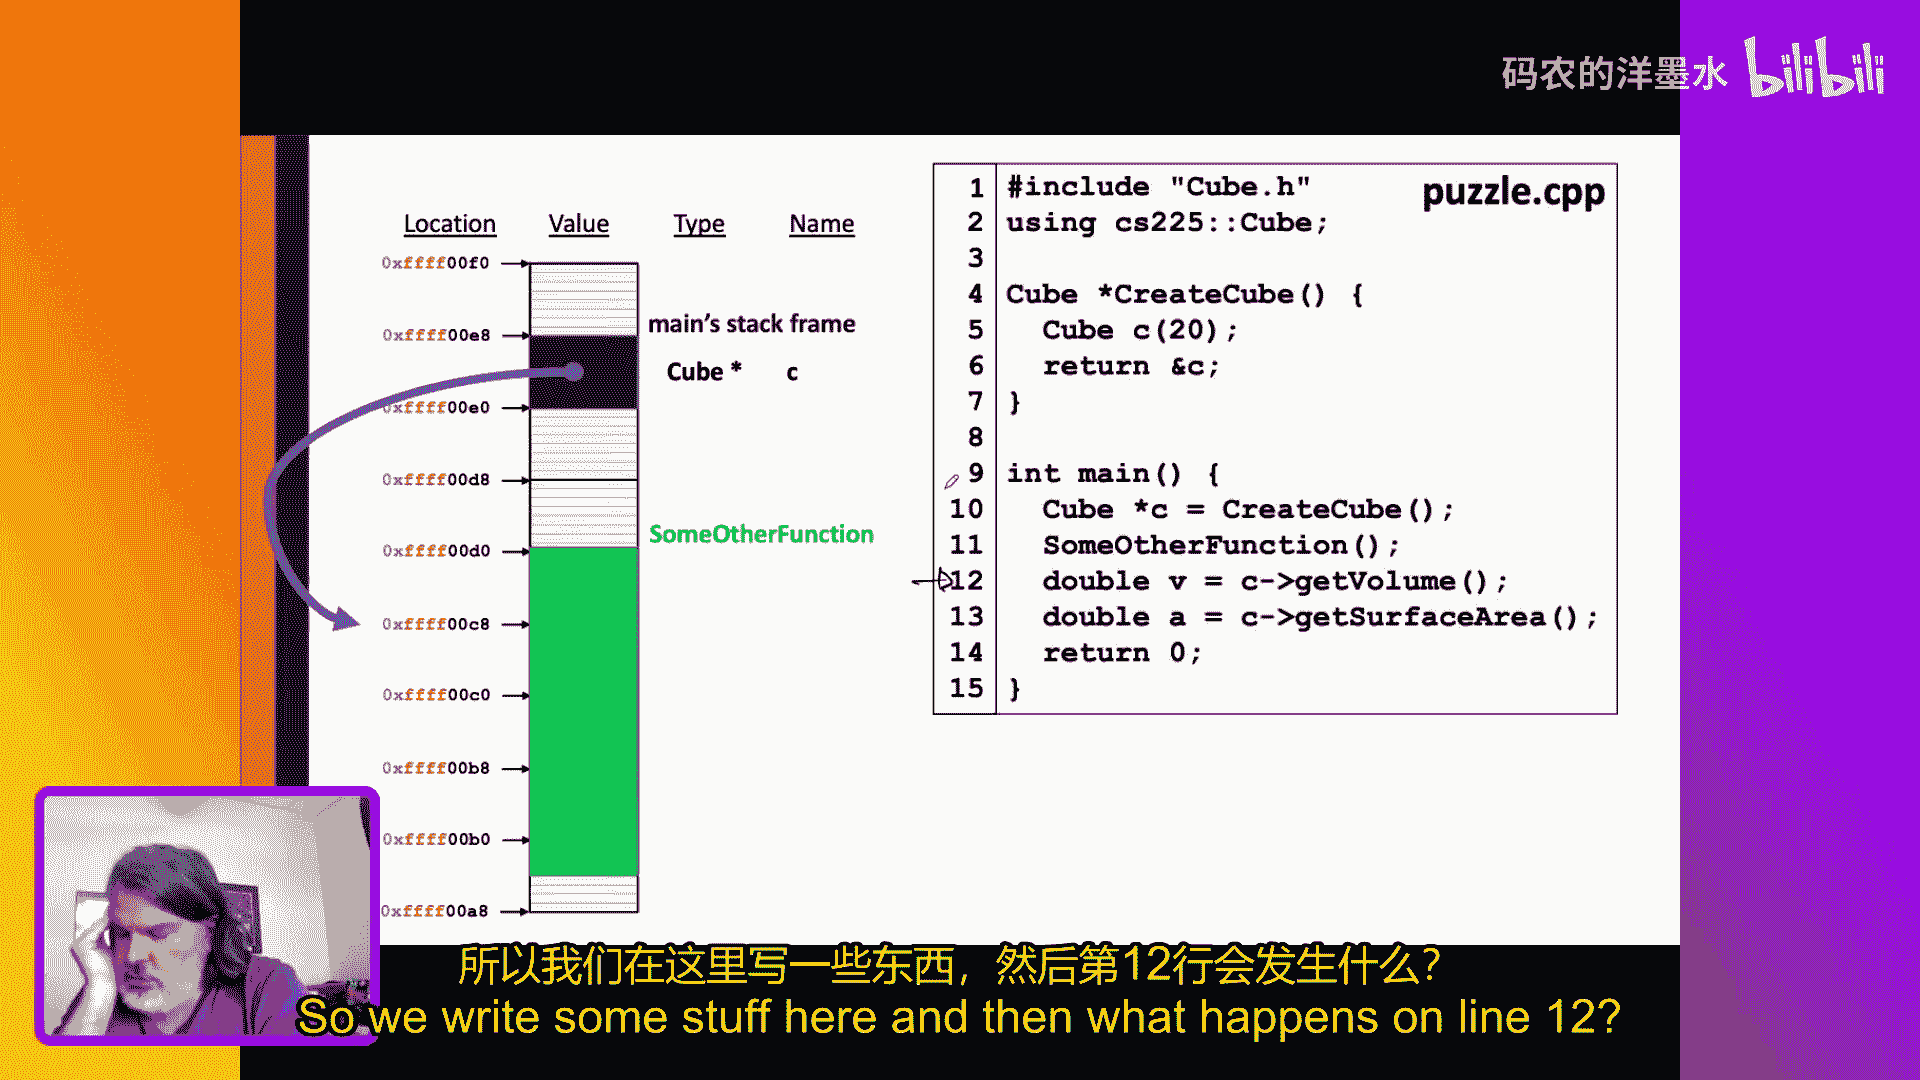 码农的洋墨水 bilibili
Location Value Type Name
0xffff00f0
main's stack frame
0xffff00e8
Cube * c
0xffff00e0
0xffff00d8
SomeOtherFunction
0xffff00d0
0xffff00c8
0xffff00c0
0xffff00b8
0xffff00b0
0xffff00a8
puzzle.cpp
1 #include "Cube.h"
2 using cs225::Cube;
3
4 Cube *CreateCube() {
5 Cube c(20);
6 return &c;
7 }
8
9 int main() {
10 Cube *c = CreateCube();
11 SomeOtherFunction();
12 double v = c->getVolume();
13 double a = c->getSurfaceArea();
14 return 0;
15 }
所以我们在这里写一些东西，然后第12行会发生什么？
So we write some stuff here and then what happens on line 12?